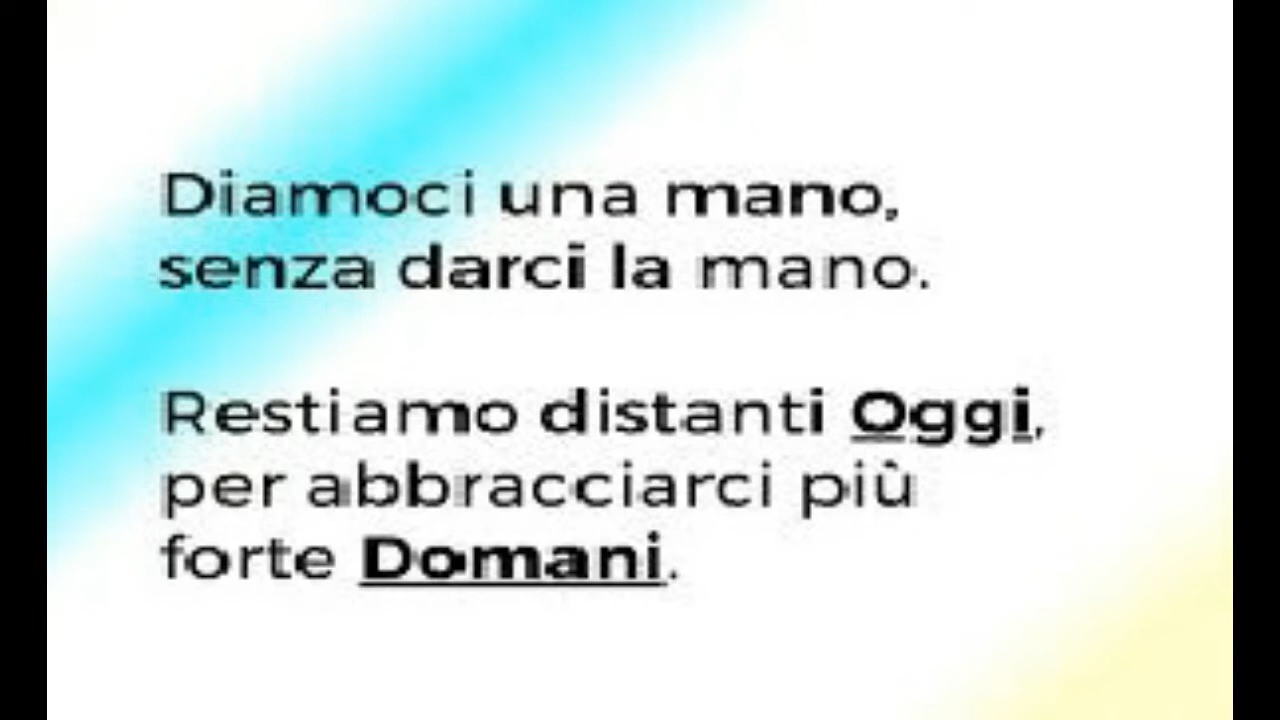 Diamoci una mano,
senza darci la mano.
Restiamo distanti Oggi,
per abbracciarci più
forte Domani.